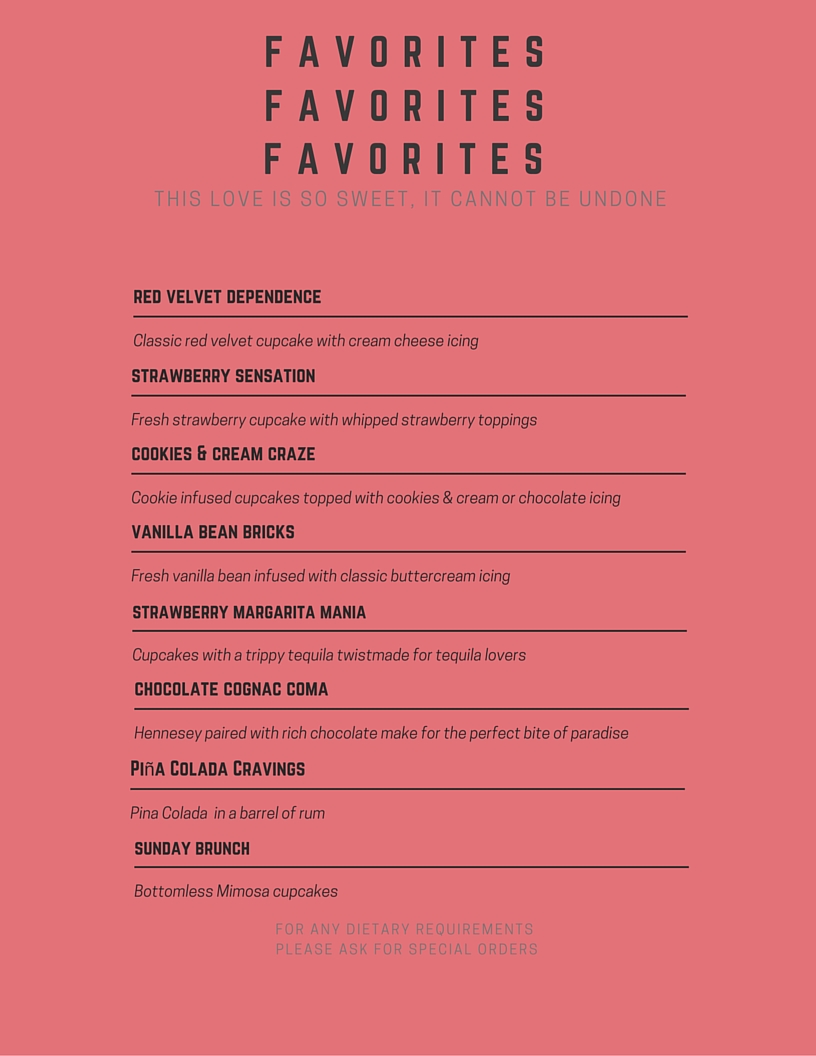 FAVORITES
FAVORITES
FAVORITES
THIS LOVE IS SO SWEET, IT CANNOT BE UNDONE
RED VELVET DEPENDENCE
Classic red velvet cupcake with cream cheese icing
STRAWBERRY SENSATION
Fresh strawberry cupcake with whipped strawberry toppings
COOKIES & CREAM CRAZE
Cookie infused cupcakes topped with cookies & cream or chocolate icing
VANILLA BEAN BRICKS
Fresh vanilla bean infused with classic buttercream icing
STRAWBERRY MARGARITA MANIA
Cupcakes with a trippy tequila twistmade for tequila lovers
CHOCOLATE COGNAC COMA
Hennesey paired with rich chocolate make for the perfect bite of paradise
PIñA COLADA CRAVINGS
Pina Colada in a barrel of rum
SUNDAY BRUNCH
Bottomless Mimosa cupcakes
FOR ANY DIETARY REQUIREMENTS
PLEASE ASK FOR SPECIAL ORDERS